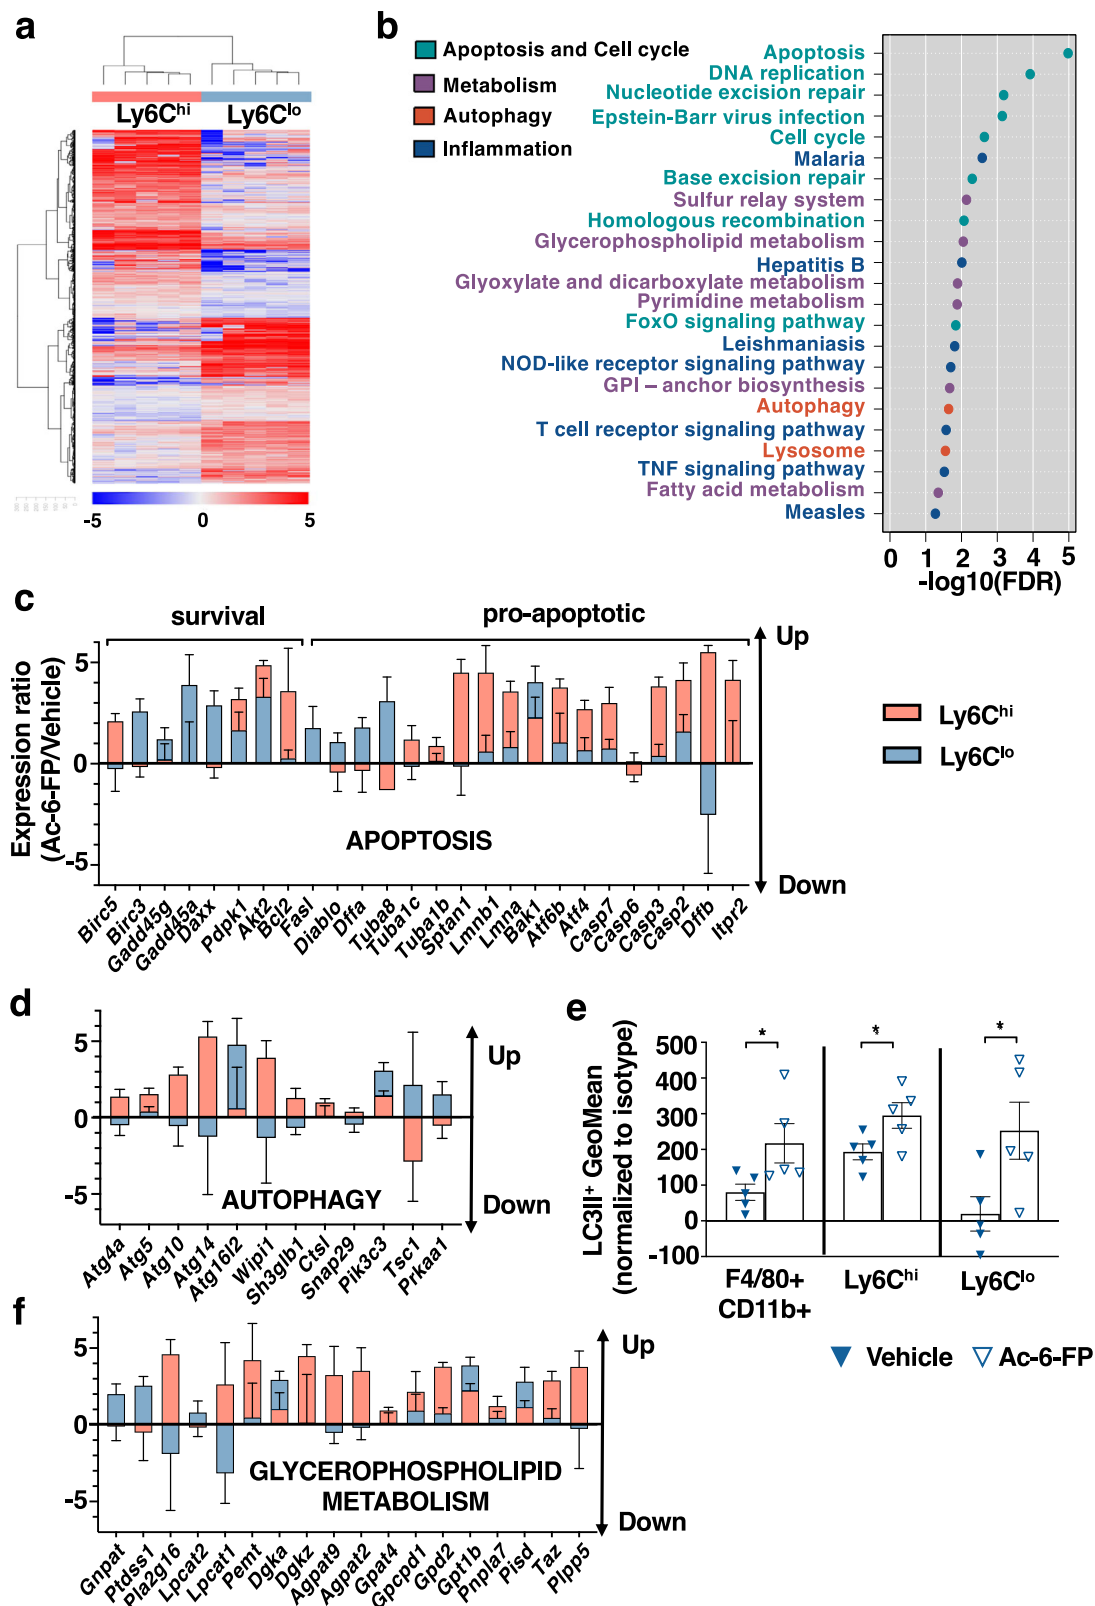 a
Ly6Chi
Ly6Clo
-5
0
5
b
Apoptosis and Cell cycle
Metabolism
Autophagy
Inflammation
Apoptosis
DNA replication
Nucleotide excision repair
Epstein-Barr virus infection
Cell cycle
Malaria
Base excision repair
Sulfur relay system
Homologous recombination
Glycerophospholipid metabolism
Hepatitis B
Glyoxylate and dicarboxylate metabolism
Pyrimidine metabolism
FoxO signaling pathway
Leishmaniasis
NOD-like receptor signaling pathway
GPI – anchor biosynthesis
Autophagy
T cell receptor signaling pathway
Lysosome
TNF signaling pathway
Fatty acid metabolism
Measles
0 1 2 3 4 5
-log10(FDR)
c
survival
pro-apoptotic
Up
Down
Expression ratio
(Ac-6-FP/Vehicle)
5
0
-5
APOPTOSIS
Ly6Chi
Ly6Clo
Birc5
Birc3
Gadd45g
Gadd45a
Daxx
Pdpk1
Akt2
Bcl2
Fasl
Diablo
Dffa
Tuba8
Tuba1c
Tuba1b
Sptan1
Lmnb1
Lmna
Bak1
Atf6b
Atf4
Casp7
Casp6
Casp3
Casp2
Dffb
Itpr2
d
5
0
-5
Up
Down
AUTOPHAGY
Atg4a
Atg5
Atg10
Atg14
Atg16l2
Wipi1
Sh3glb1
Ctsl
Snap29
Pik3c3
Tsc1
Prkaa1
e
LC3II+ GeoMean
(normalized to isotype)
500
400
300
200
100
0
-100
*
*
*
F4/80+
CD11b+
Ly6Chi
Ly6Clo
Vehicle
Ac-6-FP
f
5
0
-5
Up
Down
GLYCEROPHOSPHOLIPID
METABOLISM
Gnpat
Ptdss1
Pla2g16
Lpcat2
Lpcat1
Pemt
Dgka
Dgkz
Agpat9
Agpat2
Gpat4
Gpcpd1
Gpd2
Gpt1b
Pnpla7
Pisd
Taz
Plpp5